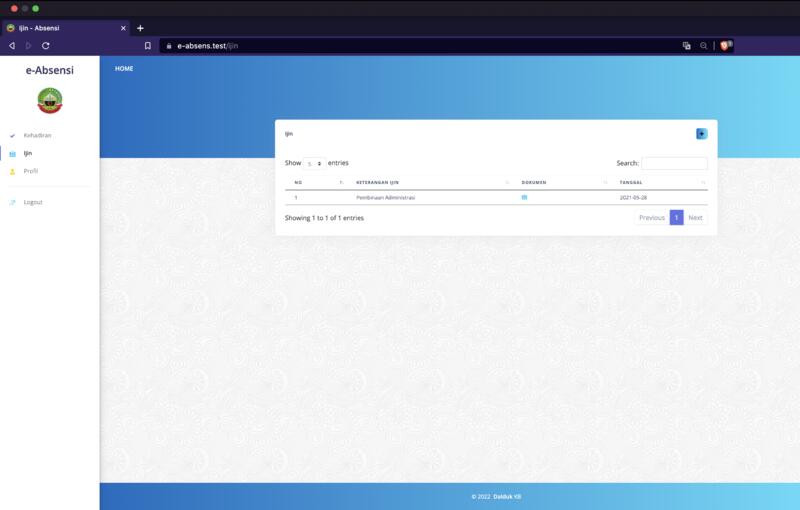 Ijin - Absensi
e-absens.test/ijin
e-Absensi
HOME
Kehadiran
Ijin
Profil
Logout
Ijin
Show 5 entries
Search:
NO KETERANGAN IJIN DOKUMEN TANGGAL
1 Pembinaan Administrasi 2021-05-28
Showing 1 to 1 of 1 entries
Previous 1 Next
© 2022 Dalduk KB